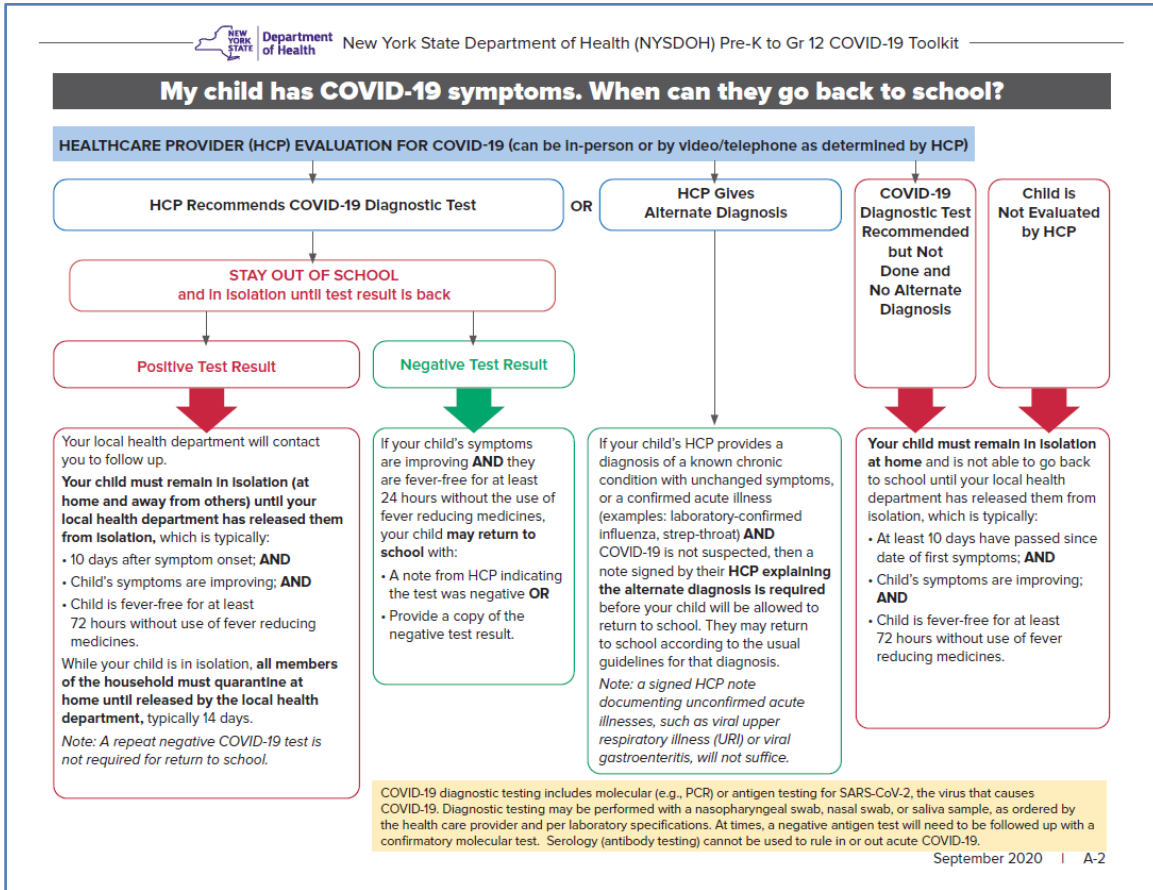 NEW
YORK
STATE
Department
of Health
New York State Department of Health (NYSDOH) Pre-K to Gr 12 COVID-19 Toolkit
My child has COVID-19 symptoms. When can they go back to school?
HEALTHCARE PROVIDER (HCP) EVALUATION FOR COVID-19 (can be in-person or by video/telephone as determined by HCP)
HCP Recommends COVID-19 Diagnostic Test
OR
HCP Gives
Alternate Diagnosis
COVID-19
Diagnostic Test
Recommended
but Not
Done and
No Alternate
Diagnosis
Child is
Not Evaluated
by HCP
STAY OUT OF SCHOOL
and in isolation until test result is back
Positive Test Result
Negative Test Result
Your local health department will contact
you to follow up.
Your child must remain in isolation (at
home and away from others) until your
local health department has released them
from isolation, which is typically:
• 10 days after symptom onset; AND
• Child's symptoms are improving; AND
• Child is fever-free for at least
72 hours without use of fever reducing
medicines.
While your child is in isolation, all members
of the household must quarantine at
home until released by the local health
department, typically 14 days.
Note: A repeat negative COVID-19 test is
not required for return to school.
If your child's symptoms
are improving AND they
are fever-free for at least
24 hours without the use of
fever reducing medicines,
your child may return to
school with:
• A note from HCP indicating
the test was negative OR
• Provide a copy of the
negative test result.
If your child's HCP provides a
diagnosis of a known chronic
condition with unchanged symptoms,
or a confirmed acute illness
(examples: laboratory-confirmed
influenza, strep-throat) AND
COVID-19 is not suspected, then a
note signed by their HCP explaining
the alternate diagnosis is required
before your child will be allowed to
return to school. They may return
to school according to the usual
guidelines for that diagnosis.
Note: a signed HCP note
documenting unconfirmed acute
illnesses, such as viral upper
respiratory illness (URI) or viral
gastroenteritis, will not suffice.
Your child must remain in isolation
at home and is not able to go back
to school until your local health
department has released them from
isolation, which is typically:
• At least 10 days have passed since
date of first symptoms; AND
• Child's symptoms are improving;
AND
• Child is fever-free for at least
72 hours without use of fever
reducing medicines.
COVID-19 diagnostic testing includes molecular (e.g., PCR) or antigen testing for SARS-CoV-2, the virus that causes
COVID-19. Diagnostic testing may be performed with a nasopharyngeal swab, nasal swab, or saliva sample, as ordered by
the health care provider and per laboratory specifications. At times, a negative antigen test will need to be followed up with a
confirmatory molecular test. Serology (antibody testing) cannot be used to rule in or out acute COVID-19.
September 2020 | A-2